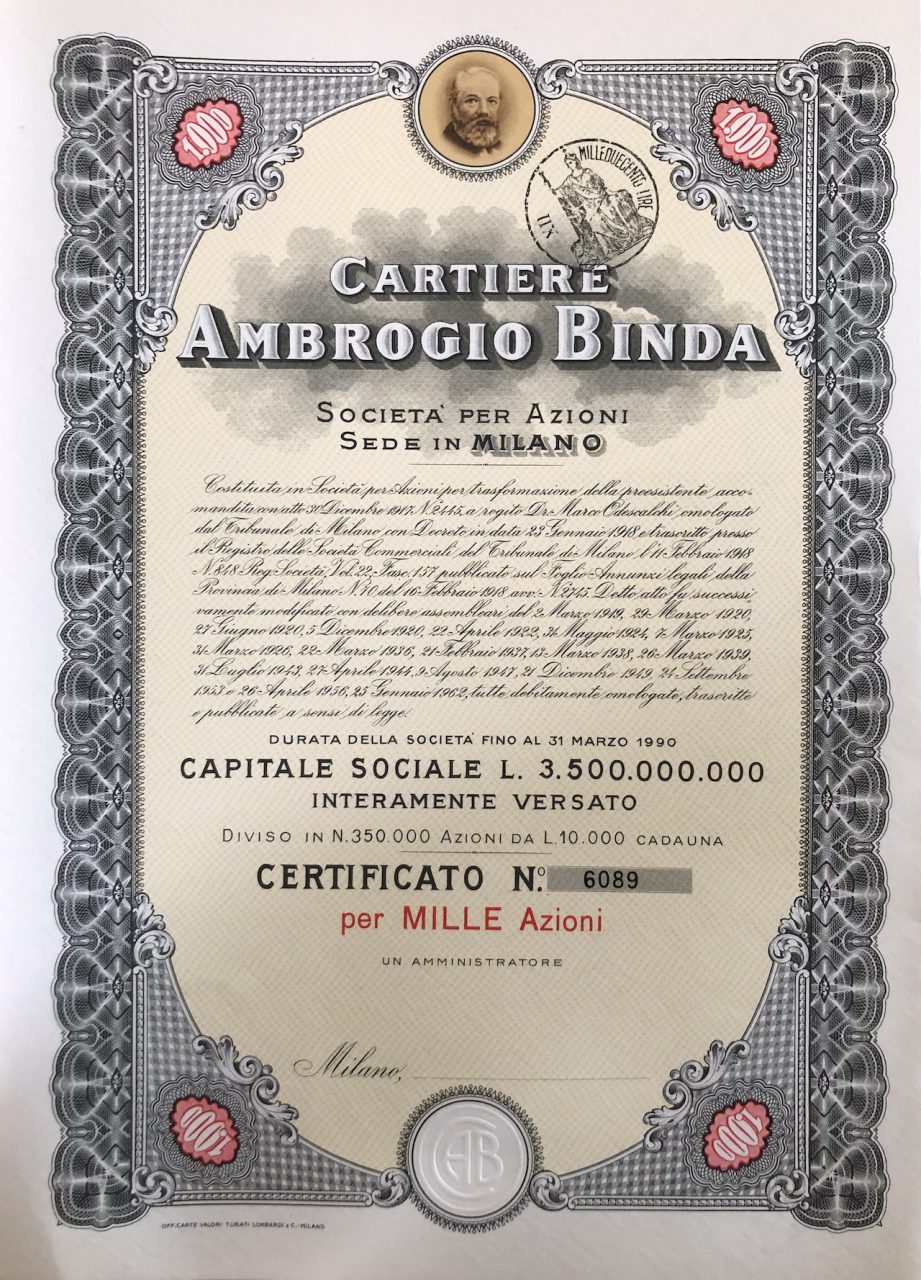 1.000
1.000
MILLEDUECENTO LIRE
XII
CARTIERE
AMBROGIO BINDA
SOCIETA' PER AZIONI
SEDE IN MILANO
Costituita in Società per Azioni per trasformazione della preesistente acco-
mandita con atto 30 Dicembre 1917 N. 2445, a rogito Dr. Marco Odescalchi omologato
dal Tribunale di Milano con Decreto in data 23 Gennaio 1918 e trascritto presso
il Registro delle Società Commerciali del Tribunale di Milano l'11 Febbraio 1918
N. 848 Reg. Società, Vol. 22, Fasc. 157 pubblicato sul Foglio Annunzi legali della
Provincia di Milano N. 70, del 16 Febbraio 1918 avv. N. 2745. Detto atto fu successi
vamente modificato con delibere assembleari del 2 Marzo 1919, 29 Marzo 1920,
27 Giugno 1920, 5 Dicembre 1920, 22 Aprile 1922, 31 Maggio 1924, 7 Marzo 1925,
31 Marzo 1926, 22 Marzo 1936, 21 Febbraio 1937, 13 Marzo 1938, 26 Marzo 1939,
31 Luglio 1943, 27 Aprile 1944, 9 Agosto 1947, 21 Dicembre 1949, 24 Settembre
1953 e 26 Aprile 1956, 25 Gennaio 1962, tutte debitamente omologate, trascritte
e pubblicate a sensi di legge.
DURATA DELLA SOCIETA' FINO AL 31 MARZO 1990
CAPITALE SOCIALE L. 3.500.000.000
INTERAMENTE VERSATO
DIVISO IN N. 350.000 AZIONI DA L. 10.000 CADAUNA
CERTIFICATO N.º 6089
per MILLE Azioni
UN AMMINISTRATORE
Milano,
1.000
CAB
1.000
OFF. CARTE VALORI TURATI LOMBARDI & C. - MILANO